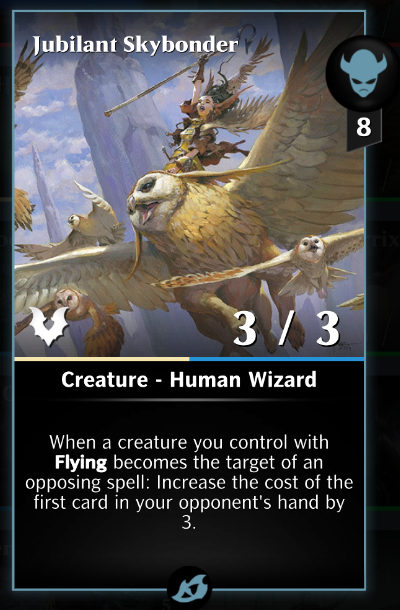 Jubilant Skybonder
8
3 / 3
Creature - Human Wizard
When a creature you control with
Flying becomes the target of an
opposing spell: Increase the cost of the
first card in your opponent's hand by
3.